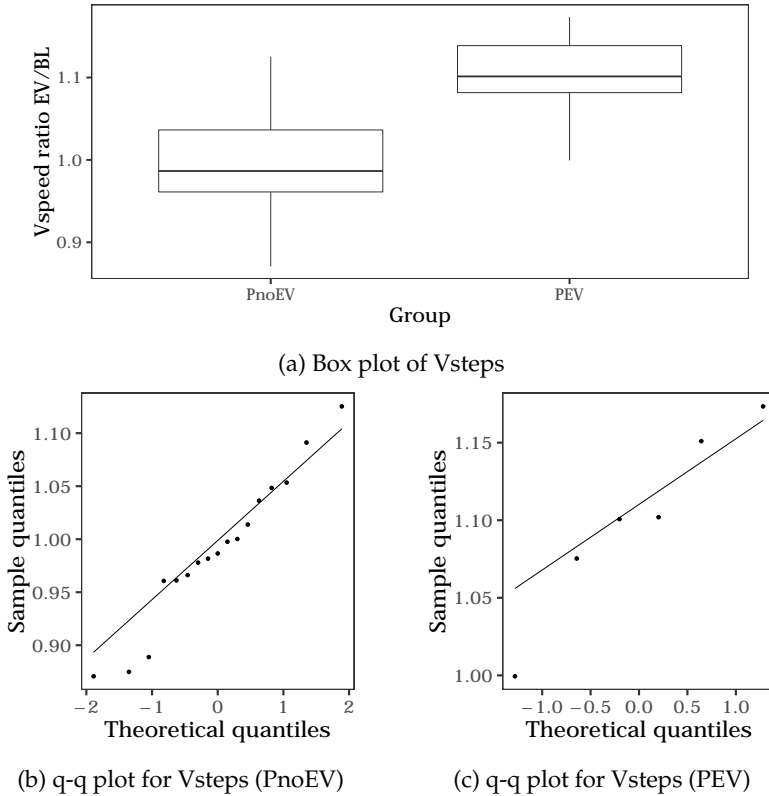 Vspeed ratio EV/BL
1.1
1.0
0.9
PnoEV
PEV
Group
(a) Box plot of Vsteps
Sample quantiles
1.10
1.05
1.00
0.95
0.90
−2
−1
0
1
2
Theoretical quantiles
(b) q-q plot for Vsteps (PnoEV)
Sample quantiles
1.15
1.10
1.05
1.00
−1.0
−0.5
0.0
0.5
1.0
Theoretical quantiles
(c) q-q plot for Vsteps (PEV)